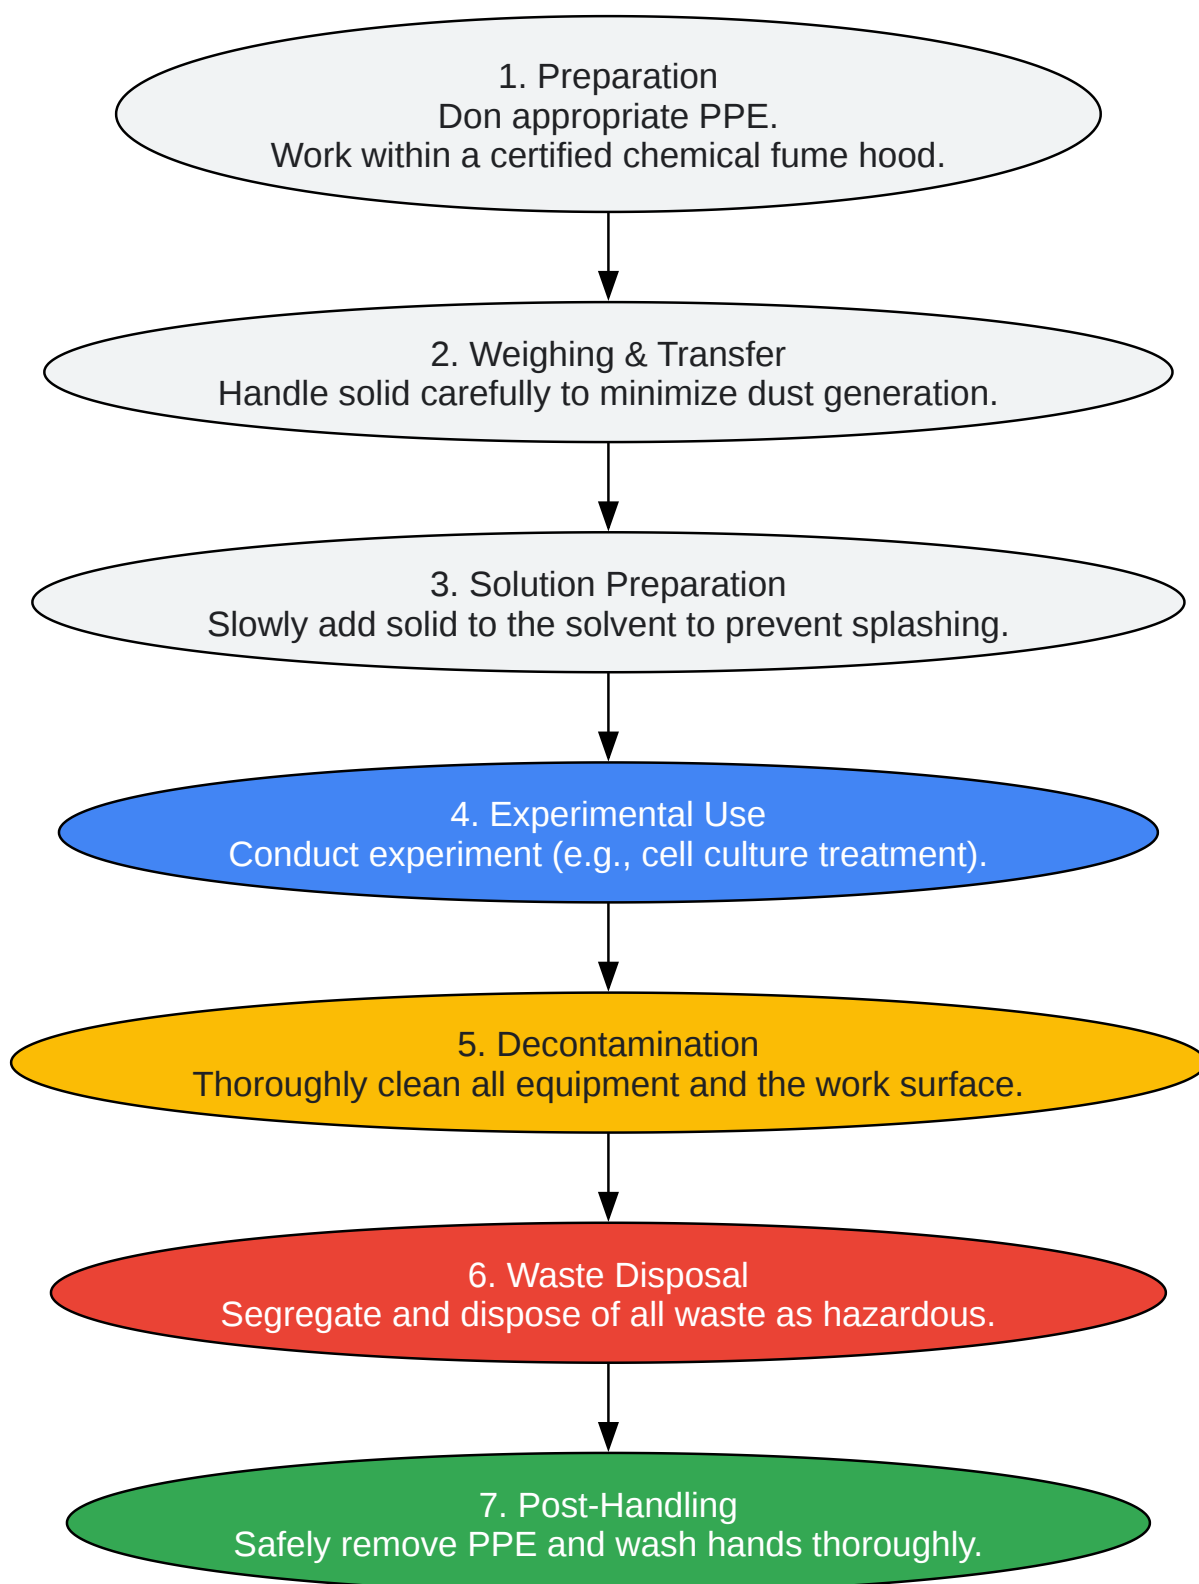 1. Preparation
Don appropriate PPE.
Work within a certified chemical fume hood.
2. Weighing & Transfer
Handle solid carefully to minimize dust generation.
3. Solution Preparation
Slowly add solid to the solvent to prevent splashing.
4. Experimental Use
Conduct experiment (e.g., cell culture treatment).
5. Decontamination
Thoroughly clean all equipment and the work surface.
6. Waste Disposal
Segregate and dispose of all waste as hazardous.
7. Post-Handling
Safely remove PPE and wash hands thoroughly.